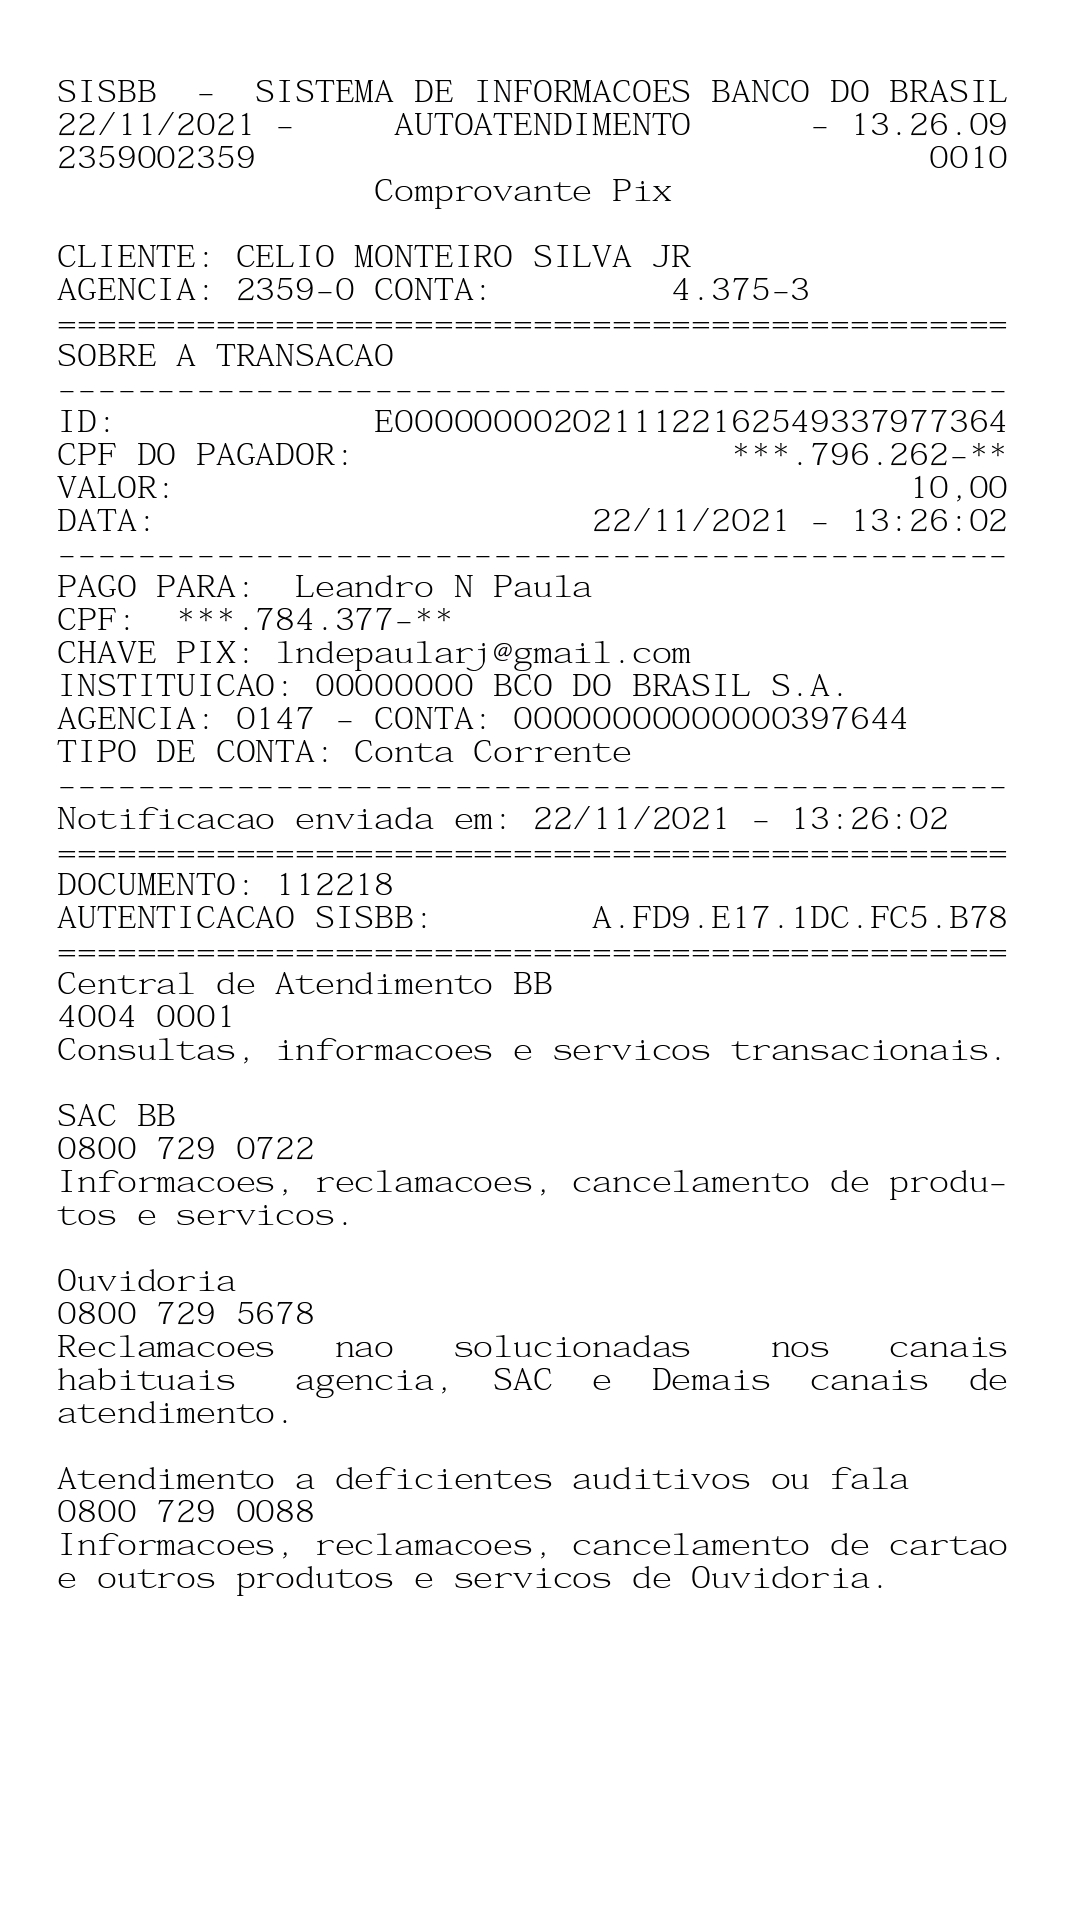 SISBB - SISTEMA DE INFORMACOES BANCO DO BRASIL
22/11/2021 - AUTOATENDIMENTO - 13.26.09
2359002359 0010
Comprovante Pix
CLIENTE: CELIO MONTEIRO SILVA JR
AGENCIA: 2359-0 CONTA: 4.375-3
================================================
SOBRE A TRANSACAO
------------------------------------------------
ID: E0000000020211122162549337977364
CPF DO PAGADOR: ***.796.262-**
VALOR: 10,00
DATA: 22/11/2021 - 13:26:02
------------------------------------------------
PAGO PARA: Leandro N Paula
CPF: ***.784.377-**
CHAVE PIX: lndepaularj@gmail.com
INSTITUICAO: 00000000 BCO DO BRASIL S.A.
AGENCIA: 0147 - CONTA: 00000000000000397644
TIPO DE CONTA: Conta Corrente
------------------------------------------------
Notificacao enviada em: 22/11/2021 - 13:26:02
================================================
DOCUMENTO: 112218
AUTENTICACAO SISBB: A.FD9.E17.1DC.FC5.B78
================================================
Central de Atendimento BB
4004 0001
Consultas, informacoes e servicos transacionais.
SAC BB
0800 729 0722
Informacoes, reclamacoes, cancelamento de produ-
tos e servicos.
Ouvidoria
0800 729 5678
Reclamacoes nao solucionadas nos canais
habituais agencia, SAC e Demais canais de
atendimento.
Atendimento a deficientes auditivos ou fala
0800 729 0088
Informacoes, reclamacoes, cancelamento de cartao
e outros produtos e servicos de Ouvidoria.